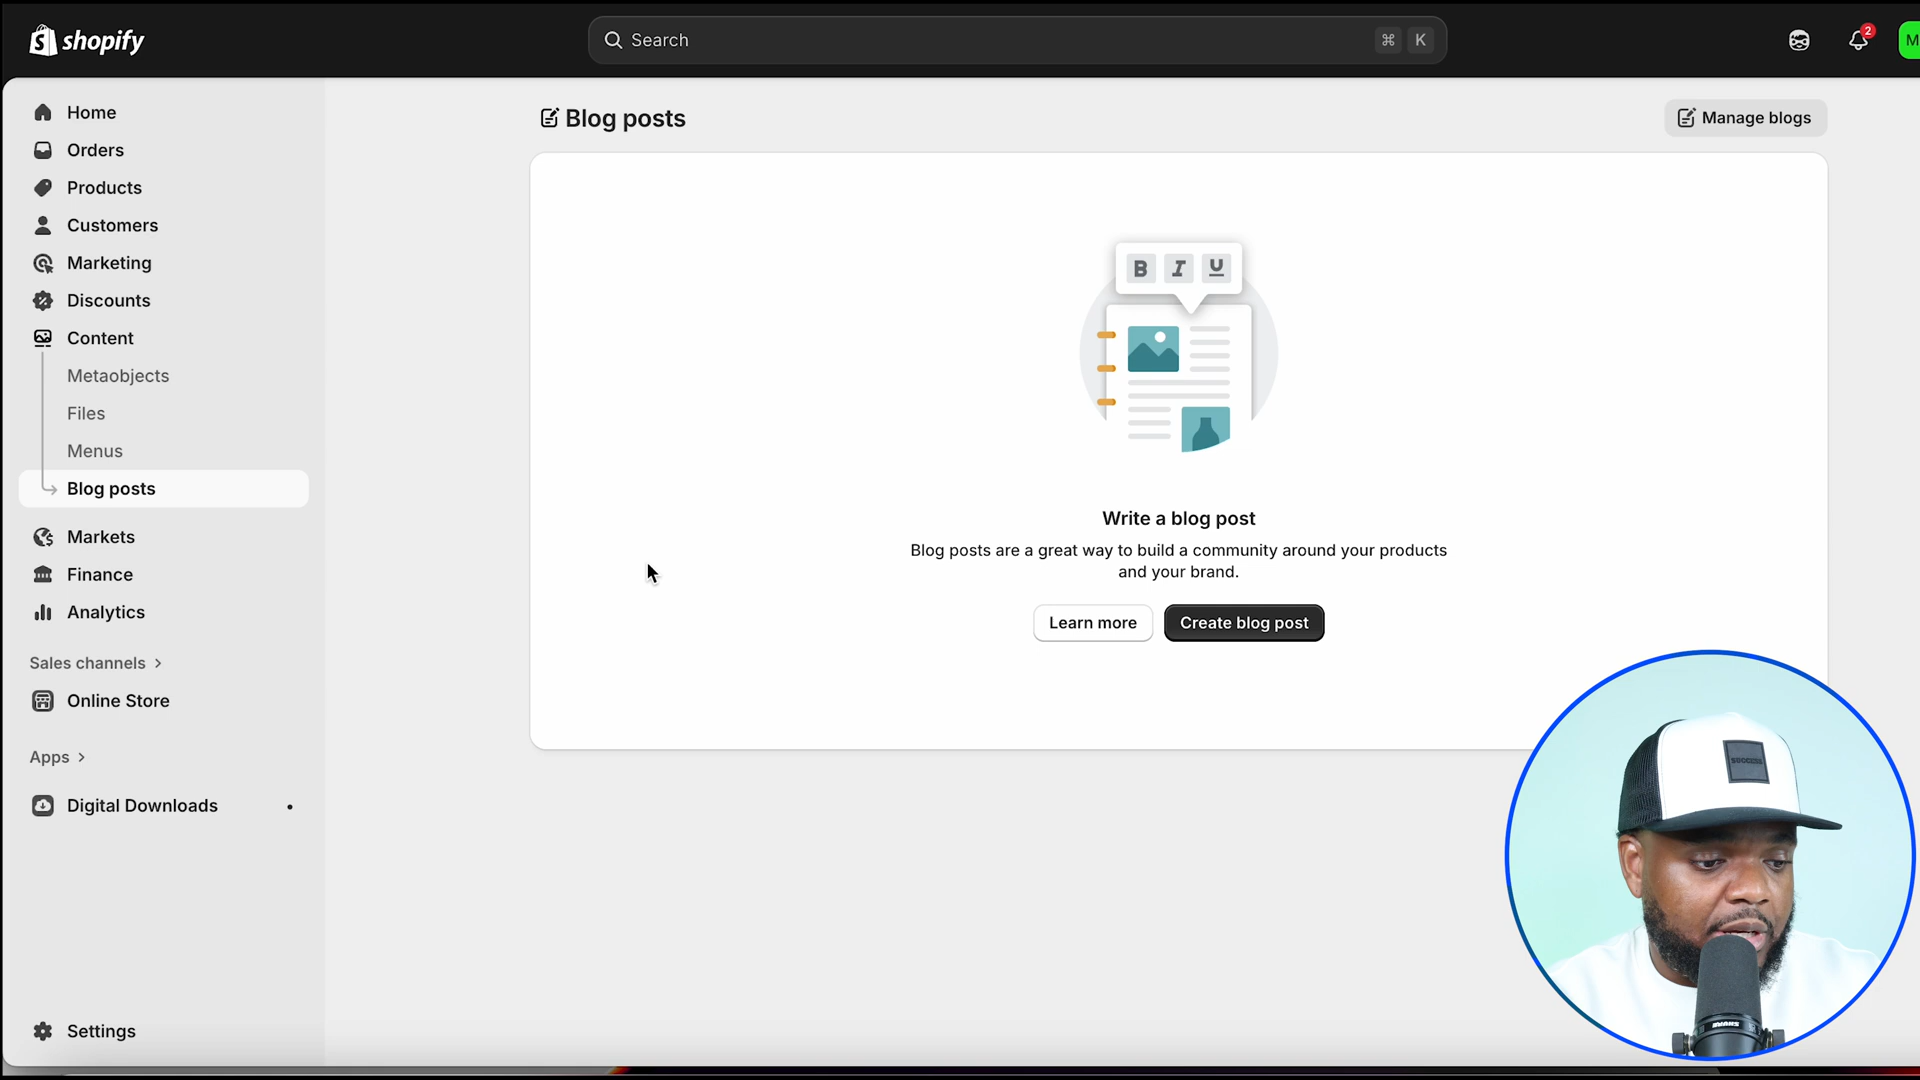 shopify
Search
⌘ K
2
M
Home
Orders
Products
Customers
Marketing
Discounts
Content
Metaobjects
Files
Menus
Blog posts
Markets
Finance
Analytics
Sales channels
Online Store
Apps
Digital Downloads
Settings
Blog posts
Manage blogs
B I U
Write a blog post
Blog posts are a great way to build a community around your products
and your brand.
Learn more
Create blog post
SUCCESS
SHURE